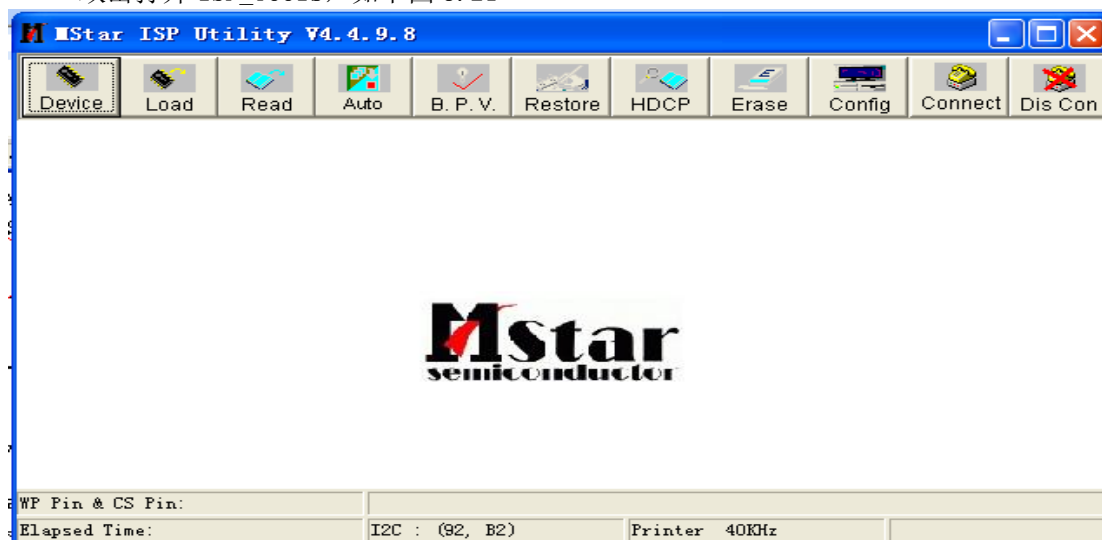 MStar ISP Utility V4.4.9.8
Device Load Read Auto B.P.V. Restore HDCP Erase Config Connect Dis Con
Mstar
semiconductor
WP Pin & CS Pin:
Elapsed Time: I2C : (92, B2) Printer 40KHz